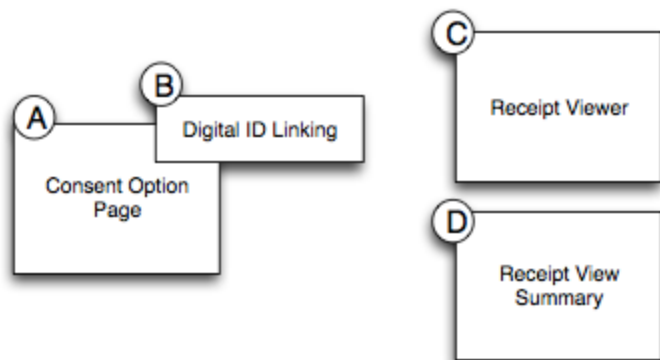 A
Consent Option
Page
B
Digital ID Linking
C
Receipt Viewer
D
Receipt View
Summary